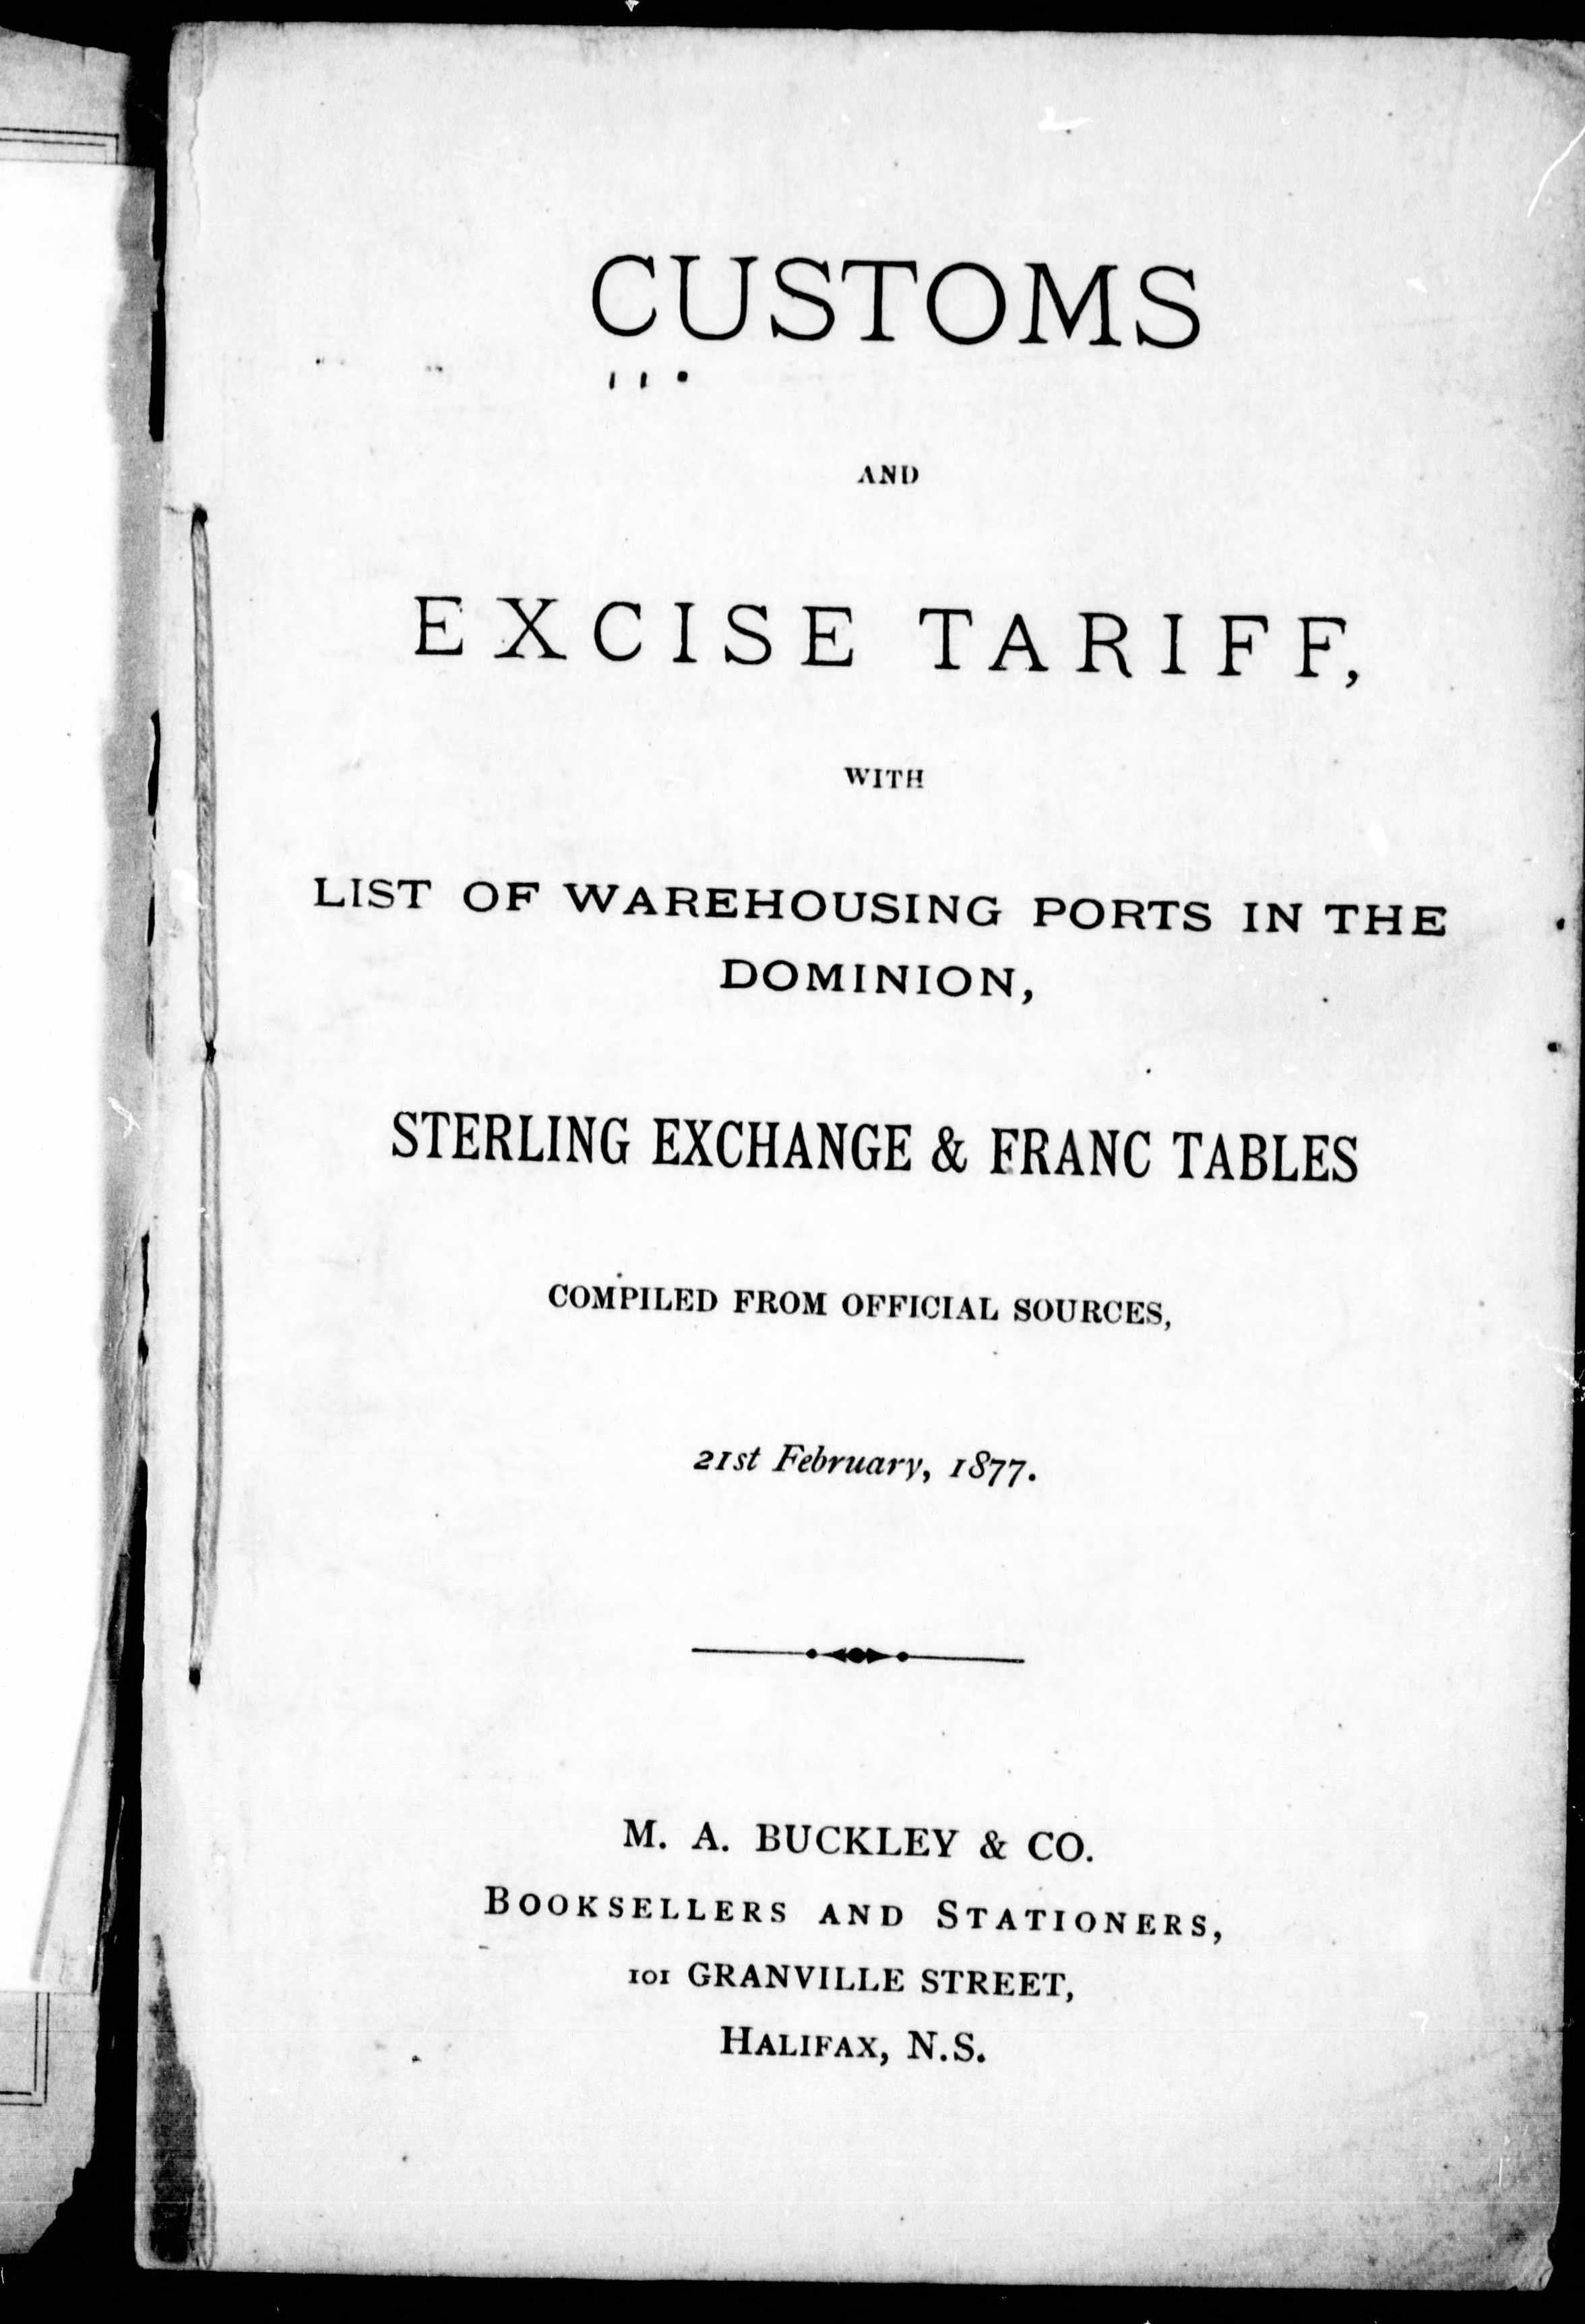 CUSTOMS
AND
EXCISE TARIFF,
WITH
LIST OF WAREHOUSING PORTS IN THE
DOMINION,
STERLING EXCHANGE & FRANC TABLES
COMPILED FROM OFFICIAL SOURCES,
21st February, 1877.
M. A. BUCKLEY & CO.
BOOKSELLERS AND STATIONERS,
101 GRANVILLE STREET,
HALIFAX, N.S.